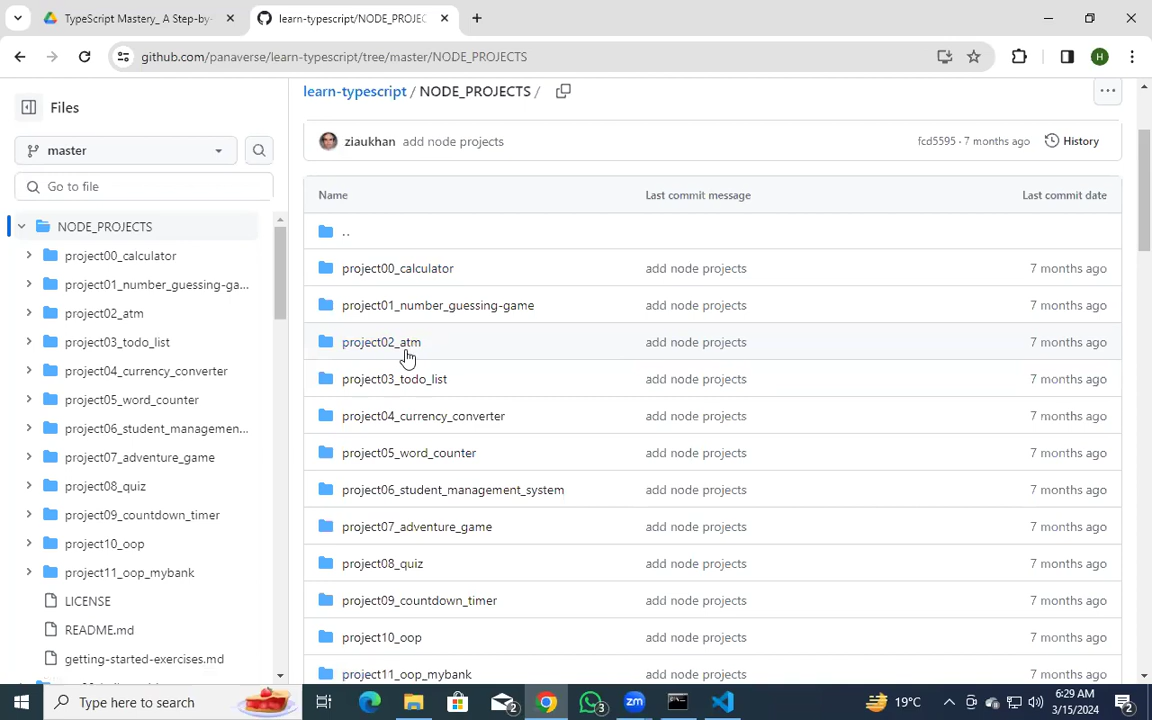 TypeScript Mastery_ A Step-by-
learn-typescript/NODE_PROJEC
github.com/panaverse/learn-typescript/tree/master/NODE_PROJECTS
H
Files
master
Go to file
NODE_PROJECTS
project00_calculator
project01_number_guessing-ga...
project02_atm
project03_todo_list
project04_currency_converter
project05_word_counter
project06_student_managemen...
project07_adventure_game
project08_quiz
project09_countdown_timer
project10_oop
project11_oop_mybank
LICENSE
README.md
getting-started-exercises.md
learn-typescript / NODE_PROJECTS /
ziaukhan add node projects fcd5595 · 7 months ago History
Name Last commit message Last commit date
..
project00_calculator add node projects 7 months ago
project01_number_guessing-game add node projects 7 months ago
project02_atm add node projects 7 months ago
project03_todo_list add node projects 7 months ago
project04_currency_converter add node projects 7 months ago
project05_word_counter add node projects 7 months ago
project06_student_management_system add node projects 7 months ago
project07_adventure_game add node projects 7 months ago
project08_quiz add node projects 7 months ago
project09_countdown_timer add node projects 7 months ago
project10_oop add node projects 7 months ago
project11_oop_mybank add node projects 7 months ago
Type here to search
2
3
zm
19°C
6:29 AM
3/15/2024
2